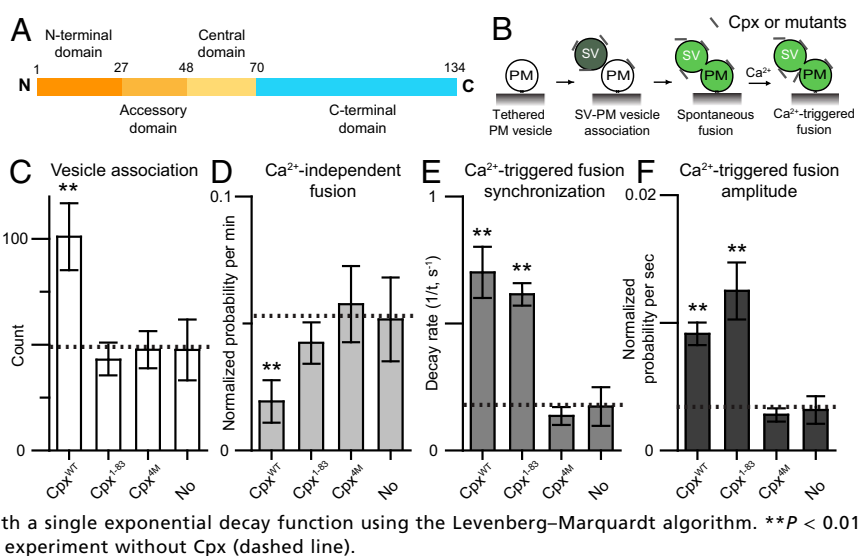 A
N-terminal
domain
Central
domain
1 27 48 70 134
N C
Accessory
domain
C-terminal
domain
B
Cpx or mutants
SV
PM
SV
PM
SV
PM
Ca²⁺
PM
Tethered
PM vesicle
SV-PM vesicle
association
Spontaneous
fusion
Ca²⁺-triggered
fusion
C Vesicle association
**
100
0
Count
Cpxᵂᵀ Cpx¹⁻⁸³ Cpx⁴ᴹ No
D Ca²⁺-independent
fusion
0.1
0
Normalized probability per min
**
Cpxᵂᵀ Cpx¹⁻⁸³ Cpx⁴ᴹ No
E Ca²⁺-triggered fusion
synchronization
1
0
Decay rate (1/t, s⁻¹)
** **
Cpxᵂᵀ Cpx¹⁻⁸³ Cpx⁴ᴹ No
F Ca²⁺-triggered fusion
amplitude
0.02
0
Normalized
probability per sec
** **
Cpxᵂᵀ Cpx¹⁻⁸³ Cpx⁴ᴹ No
th a single exponential decay function using the Levenberg–Marquardt algorithm. **P < 0.01
experiment without Cpx (dashed line).